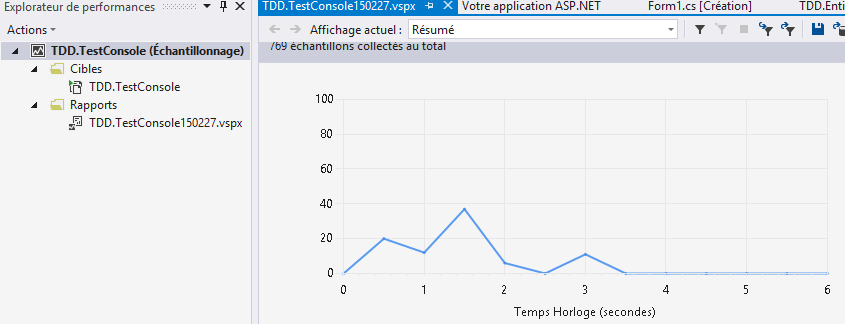 Explorateur de performances
Actions
TDD.TestConsole (Échantillonnage)
Cibles
TDD.TestConsole
Rapports
TDD.TestConsole150227.vspx
TDD.TestConsole150227.vspx Votre application ASP.NET Form1.cs [Création] TDD.Enti
Affichage actuel : Résumé
769 échantillons collectés au total
100
80
60
40
20
0
0 1 2 3 4 5 6
Temps Horloge (secondes)